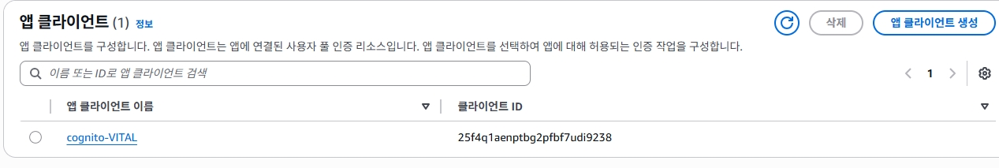 앱 클라이언트 (1) 정보
삭제
앱 클라이언트 생성
앱 클라이언트를 구성합니다. 앱 클라이언트는 앱에 연결된 사용자 풀 인증 리소스입니다. 앱 클라이언트를 선택하여 앱에 대해 허용되는 인증 작업을 구성합니다.
이름 또는 ID로 앱 클라이언트 검색
1
앱 클라이언트 이름
클라이언트 ID
cognito-VITAL
25f4q1aenptbg2pfbf7udi9238